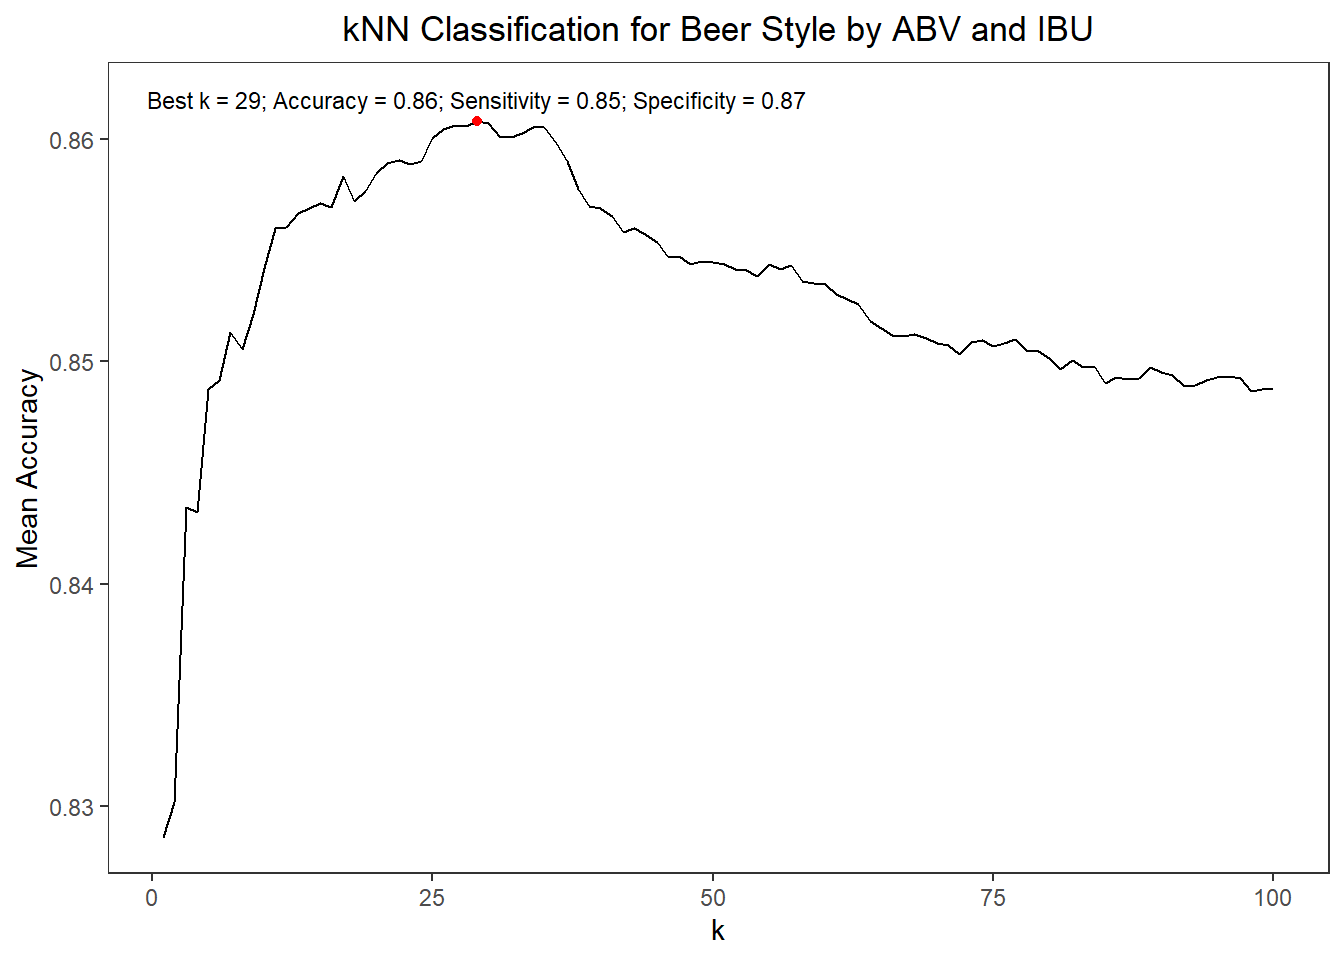 kNN Classification for Beer Style by ABV and IBU
Best k = 29; Accuracy = 0.86; Sensitivity = 0.85; Specificity = 0.87
Mean Accuracy
0.86
0.85
0.84
0.83
0
25
50
75
100
k